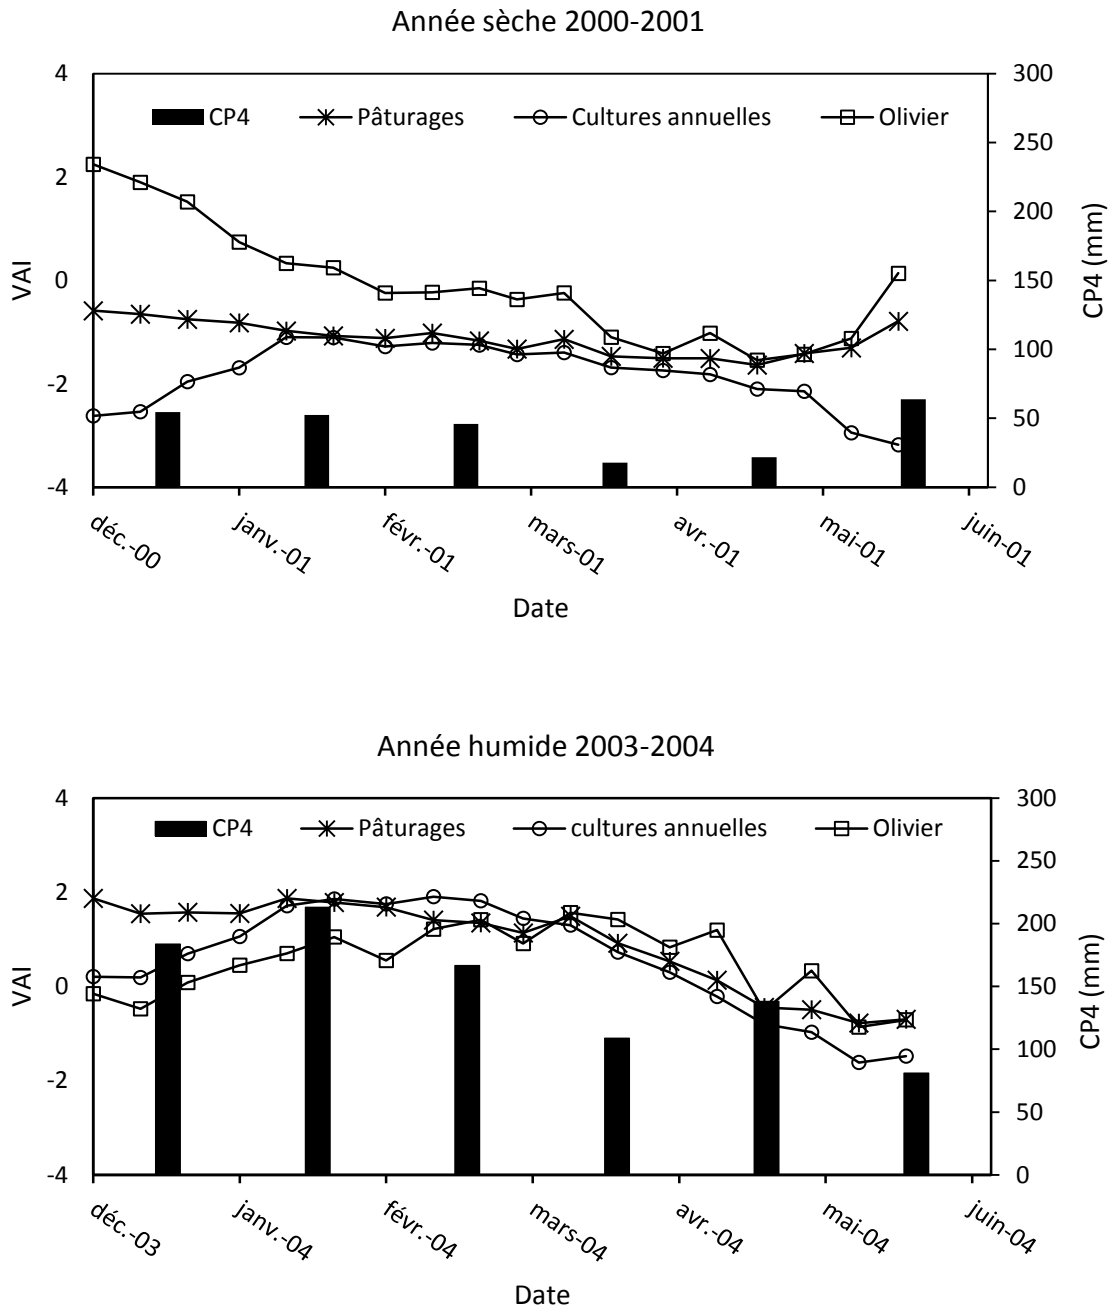 Année sèche 2000-2001
4 300
CP4 Pâturages Cultures annuelles Olivier
250
2
200
VAI 0 150 CP4 (mm)
100
-2
50
-4 0
déc.-00 janv.-01 févr.-01 mars-01 avr.-01 mai-01 juin-01
Date
Année humide 2003-2004
4 300
CP4 Pâturages cultures annuelles Olivier
250
2
200
VAI 0 150 CP4 (mm)
100
-2
50
-4 0
déc.-03 janv.-04 févr.-04 mars-04 avr.-04 mai-04 juin-04
Date